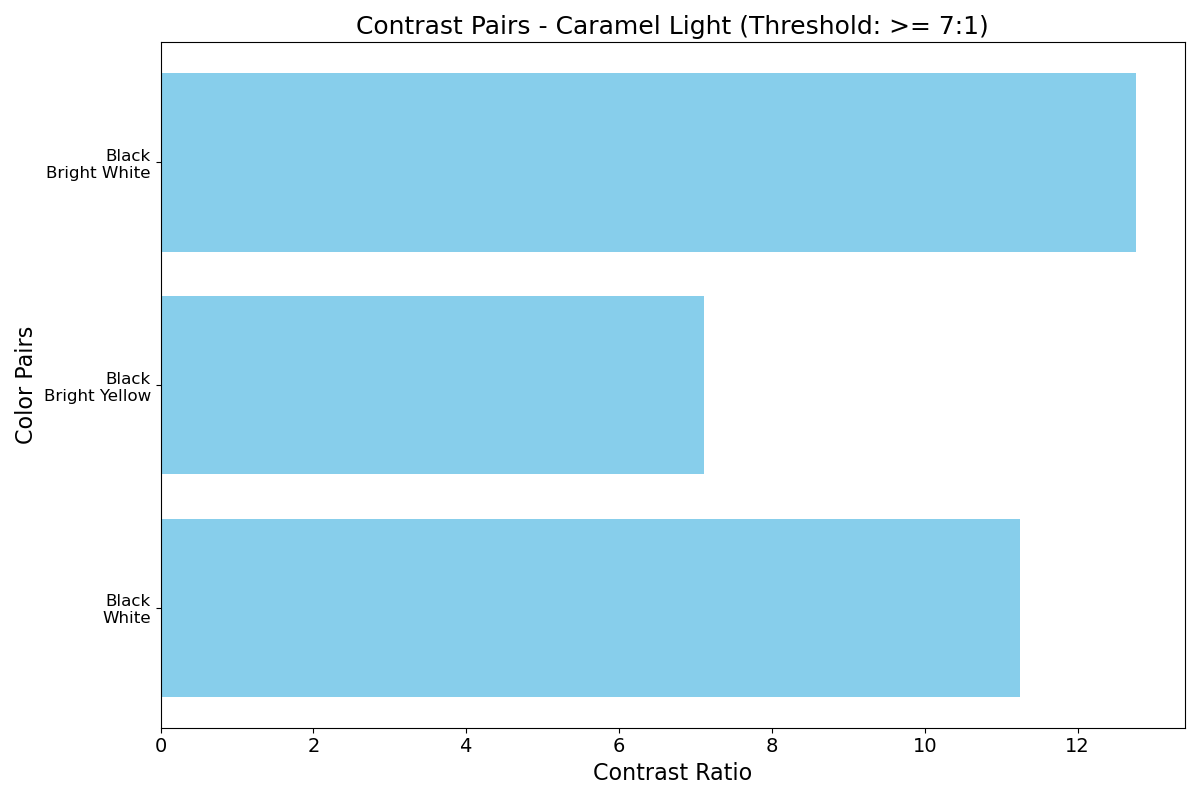 Contrast Pairs - Caramel Light (Threshold: >= 7:1)
Color Pairs
Black
Bright White
Black
Bright Yellow
Black
White
0 2 4 6 8 10 12
Contrast Ratio